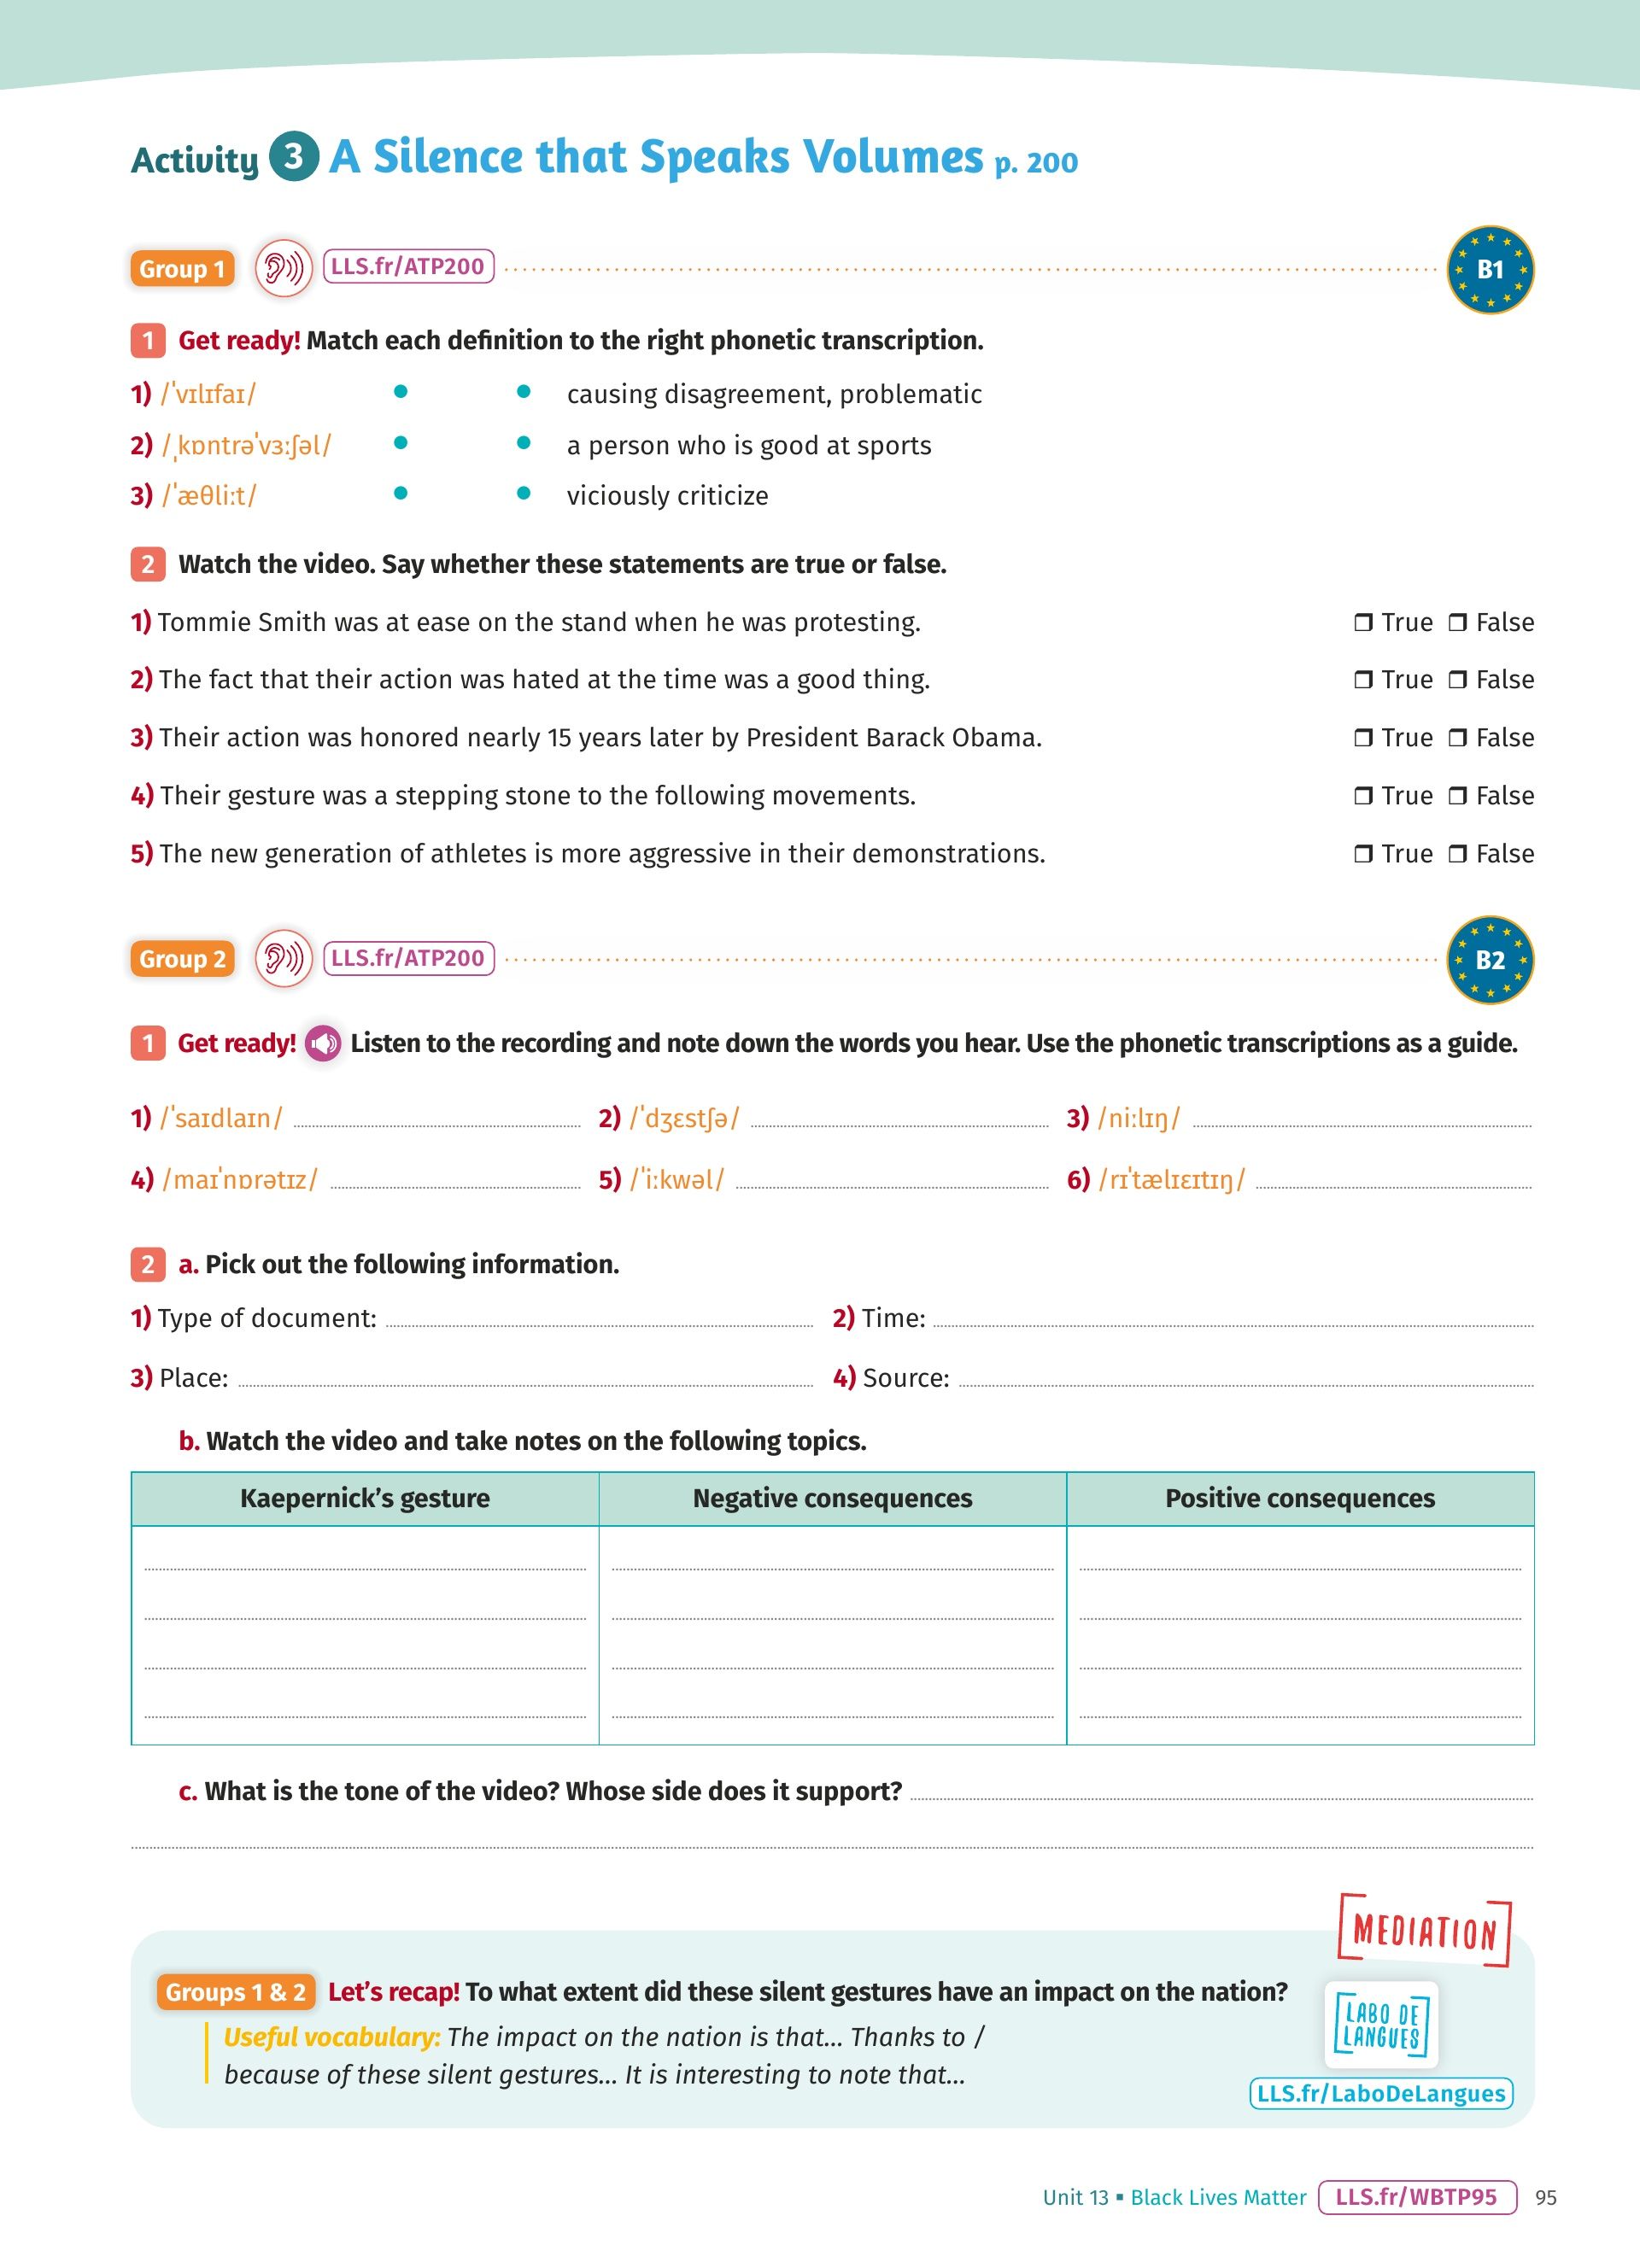 Activity 3 A Silence that Speaks Volumes p. 200
Group 1 LLS.fr/ATP200 B1
1 Get ready! Match each definition to the right phonetic transcription.
1) /ˈvɪlɪfaɪ/ causing disagreement, problematic
2) /ˌkɒntrəˈvɜːʃəl/ a person who is good at sports
3) /ˈæθliːt/ viciously criticize
2 Watch the video. Say whether these statements are true or false.
1) Tommie Smith was at ease on the stand when he was protesting. ❒ True ❒ False
2) The fact that their action was hated at the time was a good thing. ❒ True ❒ False
3) Their action was honored nearly 15 years later by President Barack Obama. ❒ True ❒ False
4) Their gesture was a stepping stone to the following movements. ❒ True ❒ False
5) The new generation of athletes is more aggressive in their demonstrations. ❒ True ❒ False
Group 2 LLS.fr/ATP200 B2
1 Get ready! Listen to the recording and note down the words you hear. Use the phonetic transcriptions as a guide.
1) /ˈsaɪdlaɪn/ 2) /ˈdʒɛstʃə/ 3) /niːlɪŋ/
4) /maɪˈnɒrətɪz/ 5) /ˈiːkwəl/ 6) /rɪˈtælɪɛɪtɪŋ/
2 a. Pick out the following information.
1) Type of document: 2) Time:
3) Place: 4) Source:
b. Watch the video and take notes on the following topics.
Kaepernick's gesture Negative consequences Positive consequences
c. What is the tone of the video? Whose side does it support?
MEDIATION
Groups 1 & 2 Let's recap! To what extent did these silent gestures have an impact on the nation?
Useful vocabulary: The impact on the nation is that... Thanks to /
because of these silent gestures... It is interesting to note that...
LABO DE
LANGUES
LLS.fr/LaboDeLangues
Unit 13 ▪ Black Lives Matter LLS.fr/WBTP95 95